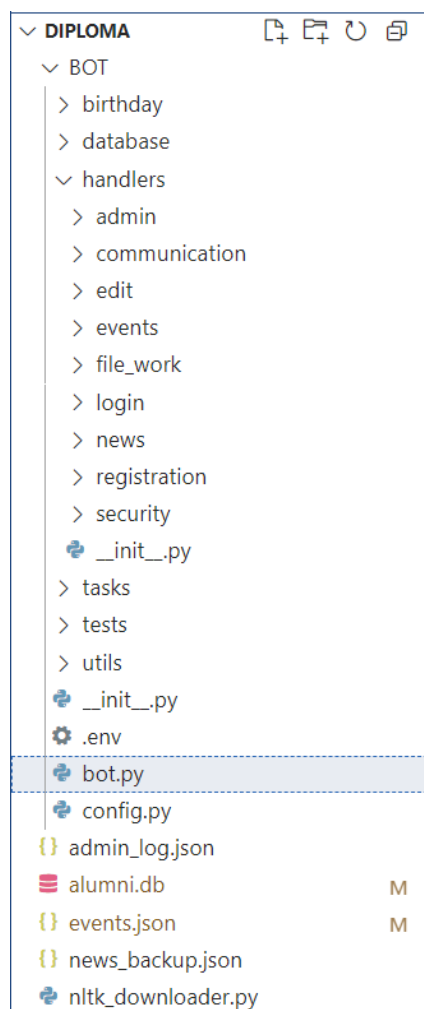 DIPLOMA
BOT
birthday
database
handlers
admin
communication
edit
events
file_work
login
news
registration
security
__init__.py
tasks
tests
utils
__init__.py
.env
bot.py
config.py
{} admin_log.json
alumni.db M
{} events.json M
{} news_backup.json
nltk_downloader.py